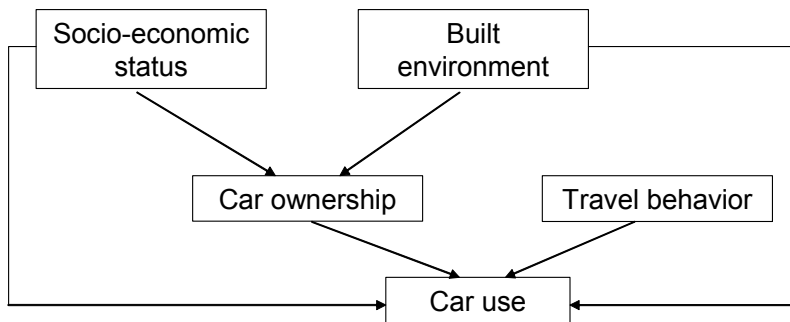 Socio-economic
status
Built
environment
Car ownership
Travel behavior
Car use